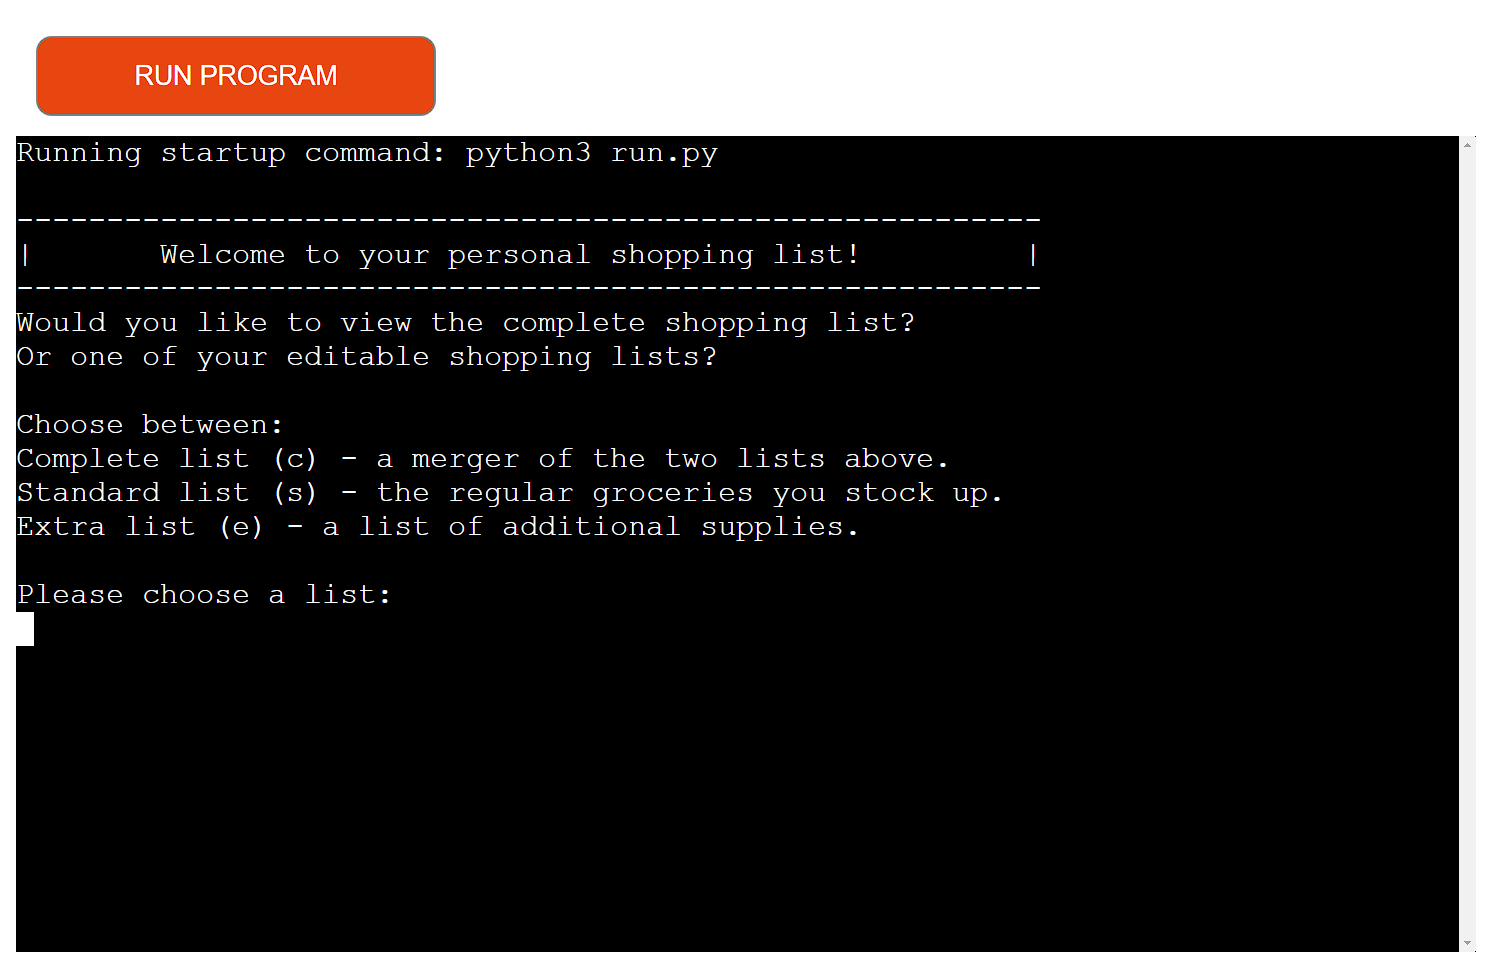 RUN PROGRAM
Running startup command: python3 run.py
---------------------------------------------------------
|       Welcome to your personal shopping list!         |
---------------------------------------------------------
Would you like to view the complete shopping list?
Or one of your editable shopping lists?
Choose between:
Complete list (c) - a merger of the two lists above.
Standard list (s) - the regular groceries you stock up.
Extra list (e) - a list of additional supplies.
Please choose a list: